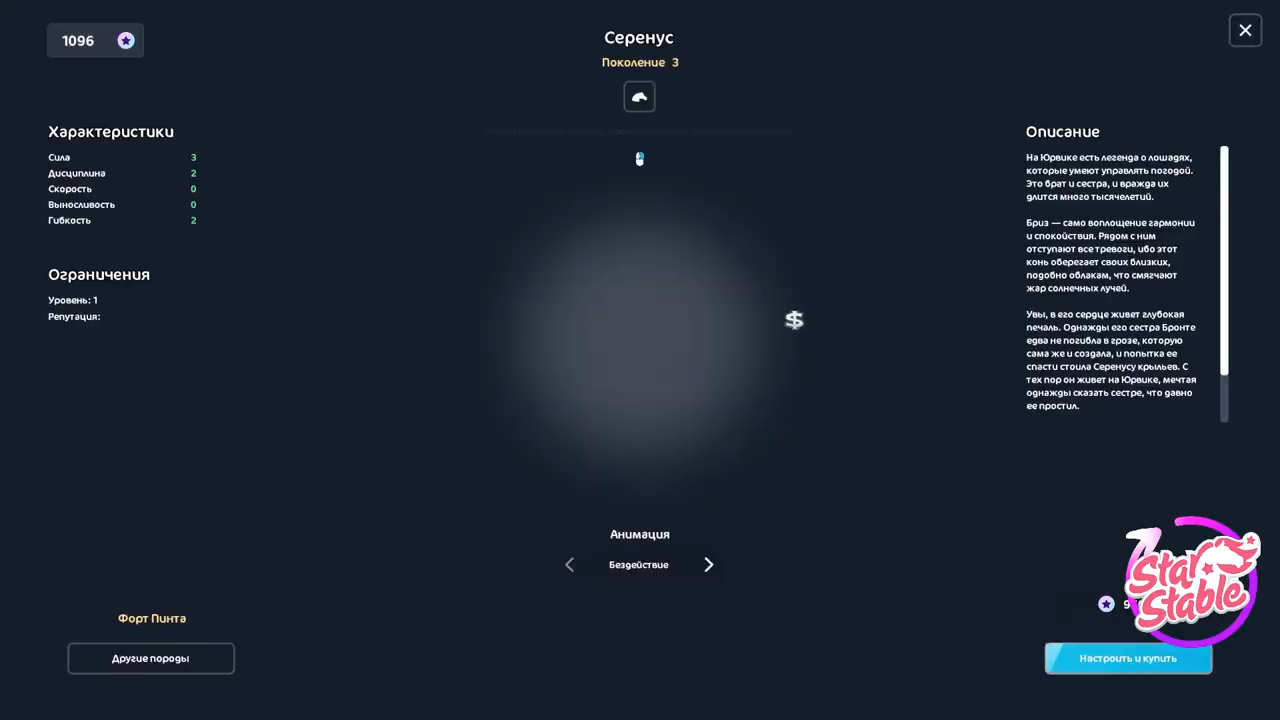 1096
Серенус
Поколение 3
Характеристики
Сила 3
Дисциплина 2
Скорость 0
Выносливость 0
Гибкость 2
Ограничения
Уровень: 1
Репутация:
$
Описание
На Юрвике есть легенда о лошадях,
которые умеют управлять погодой.
Это брат и сестра, и вражда их
длится много тысячелетий.
Бриз — само воплощение гармонии
и спокойствия. Рядом с ним
отступают все тревоги, ибо этот
конь оберегает своих близких,
подобно облакам, что смягчают
жар солнечных лучей.
Увы, в его сердце живет глубокая
печаль. Однажды его сестра Бронте
едва не погибла в грозе, которую
сама же и создала, и попытка ее
спасти стоила Серенусу крыльев. С
тех пор он живет на Юрвике, мечтая
однажды сказать сестре, что давно
ее простил.
Анимация
Бездействие
Форт Пинта
Другие породы
Star
Stable
Настроить и купить